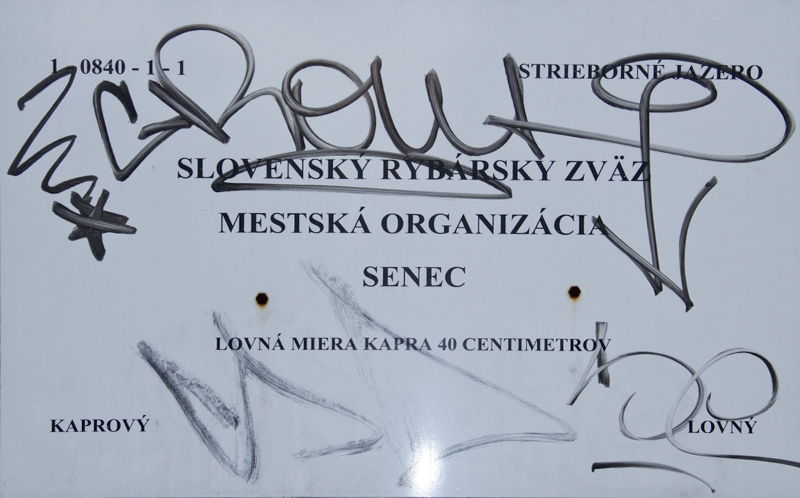 1 - 0840 - 1 - 1 STRIEBORNÉ JAZERO
SLOVENSKÝ RYBÁRSKY ZVÄZ
MESTSKÁ ORGANIZÁCIA
SENEC
LOVNÁ MIERA KAPRA 40 CENTIMETROV
KAPROVÝ LOVNÝ